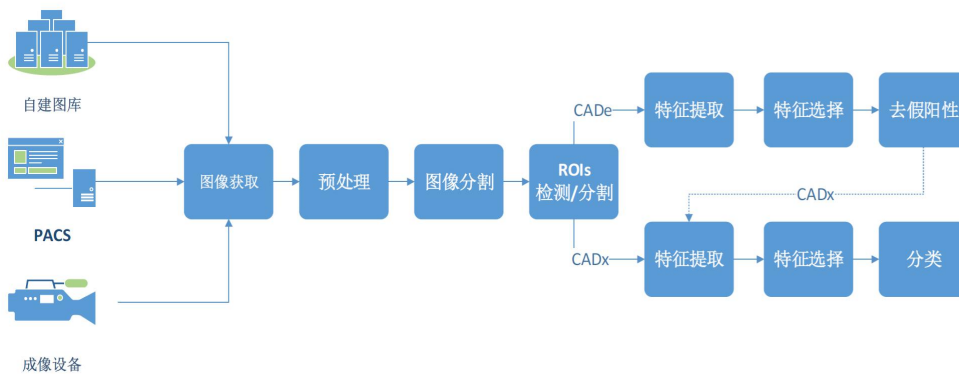 自建图库
PACS
成像设备
图像获取
预处理
图像分割
ROIs
检测/分割
CADe
特征提取
特征选择
去假阳性
CADx
CADx
特征提取
特征选择
分类